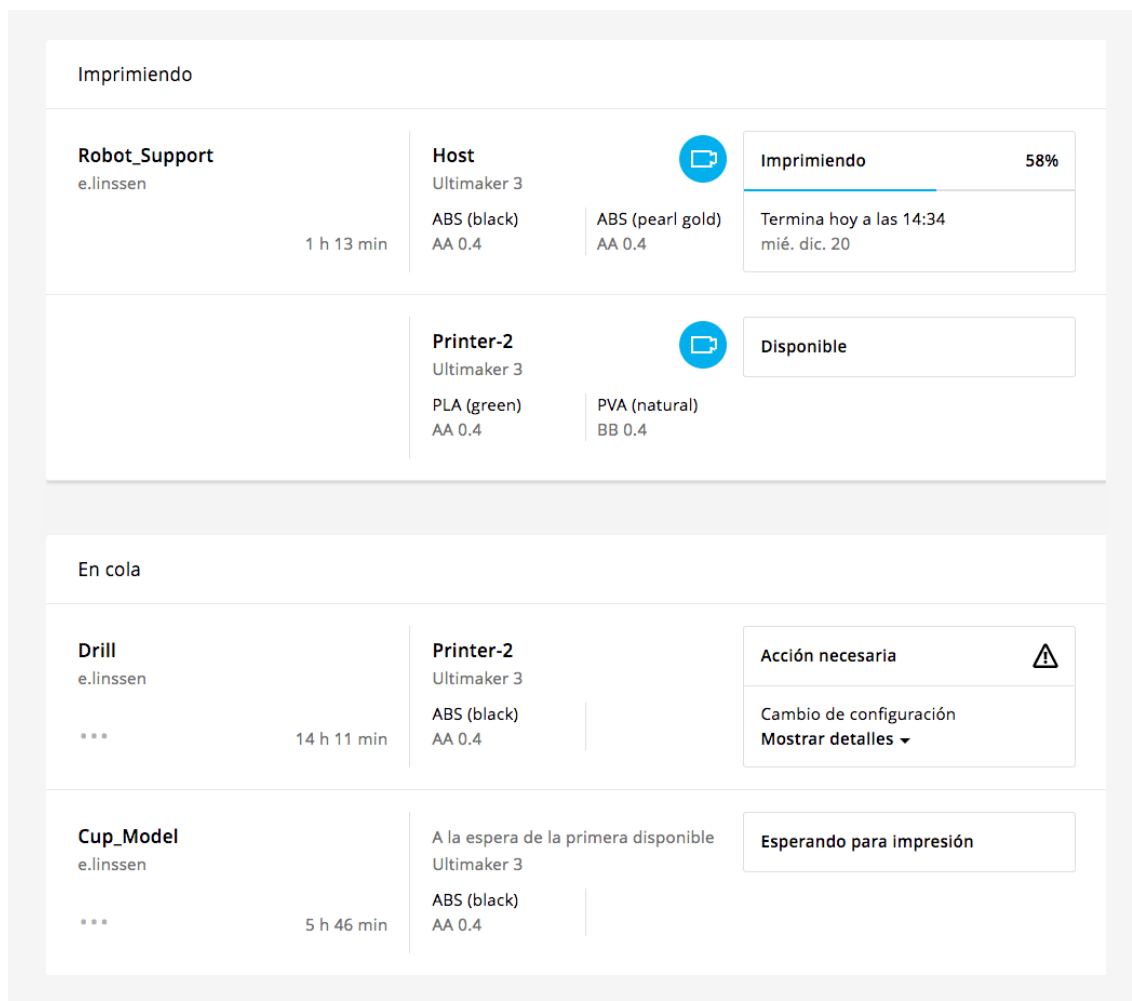 Imprimiendo
Robot_Support
e.linssen
1 h 13 min
Host
Ultimaker 3
ABS (black)
AA 0.4
ABS (pearl gold)
AA 0.4
Imprimiendo 58%
Termina hoy a las 14:34
mié. dic. 20
Printer-2
Ultimaker 3
PLA (green)
AA 0.4
PVA (natural)
BB 0.4
Disponible
En cola
Drill
e.linssen
14 h 11 min
Printer-2
Ultimaker 3
ABS (black)
AA 0.4
Acción necesaria
Cambio de configuración
Mostrar detalles
Cup_Model
e.linssen
5 h 46 min
A la espera de la primera disponible
Ultimaker 3
ABS (black)
AA 0.4
Esperando para impresión